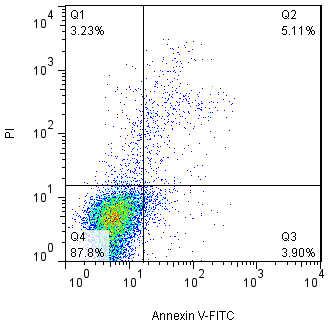 10^4
Q1
3.23%
Q2
5.11%
10^3
PI
10^2
10^1
Q4
87.8%
Q3
3.90%
10^0
10^0 10^1 10^2 10^3 10^4
Annexin V-FITC